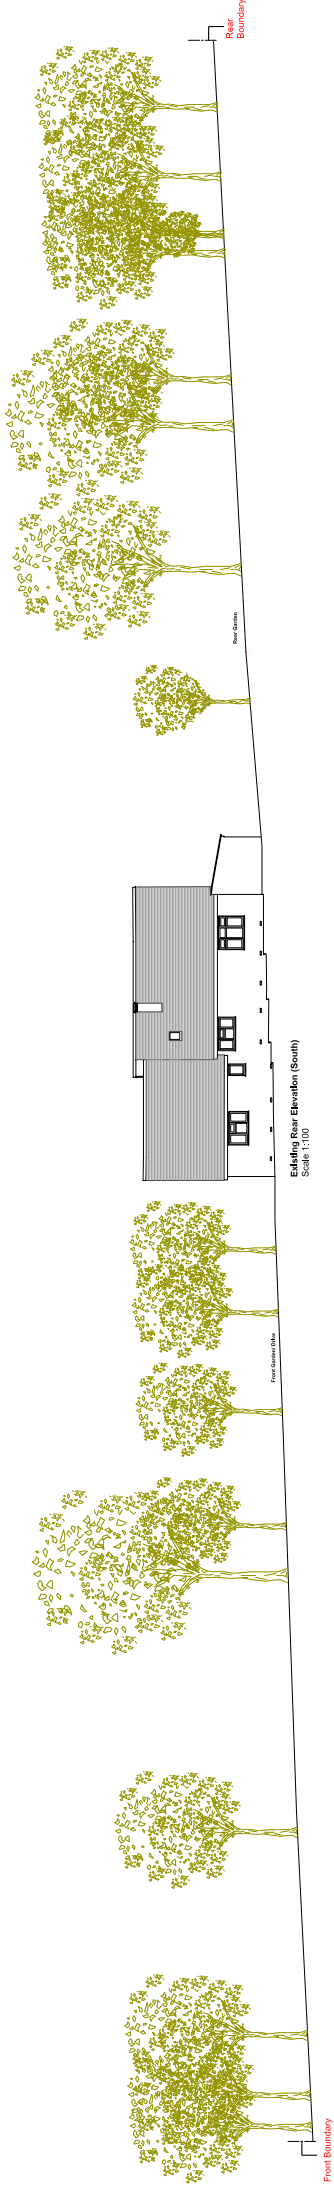 Front Boundary
Front Garden/ Drive
Existing Rear Elevation (South)
Scale 1:100
Rear Garden
Rear
Boundary